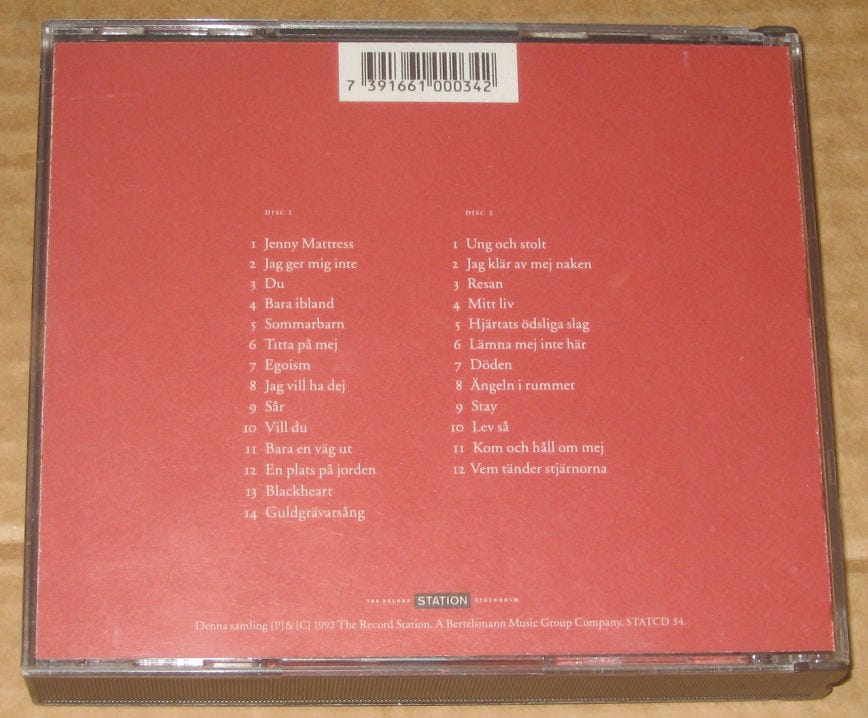 7 391661 000342
DISC 1
1 Jenny Mattress
2 Jag ger mig inte
3 Du
4 Bara ibland
5 Sommarbarn
6 Titta på mej
7 Egoism
8 Jag vill ha dej
9 Sår
10 Vill du
11 Bara en väg ut
12 En plats på jorden
13 Blackheart
14 Guldgrävarsång
DISC 2
1 Ung och stolt
2 Jag klär av mej naken
3 Resan
4 Mitt liv
5 Hjärtats ödsliga slag
6 Lämna mej inte här
7 Döden
8 Ängeln i rummet
9 Stay
10 Lev så
11 Kom och håll om mej
12 Vem tänder stjärnorna
THE RECORD STATION STOCKHOLM
Denna samling [P]&[C] 1992 The Record Station. A Bertelsmann Music Group Company. STATCD 34.